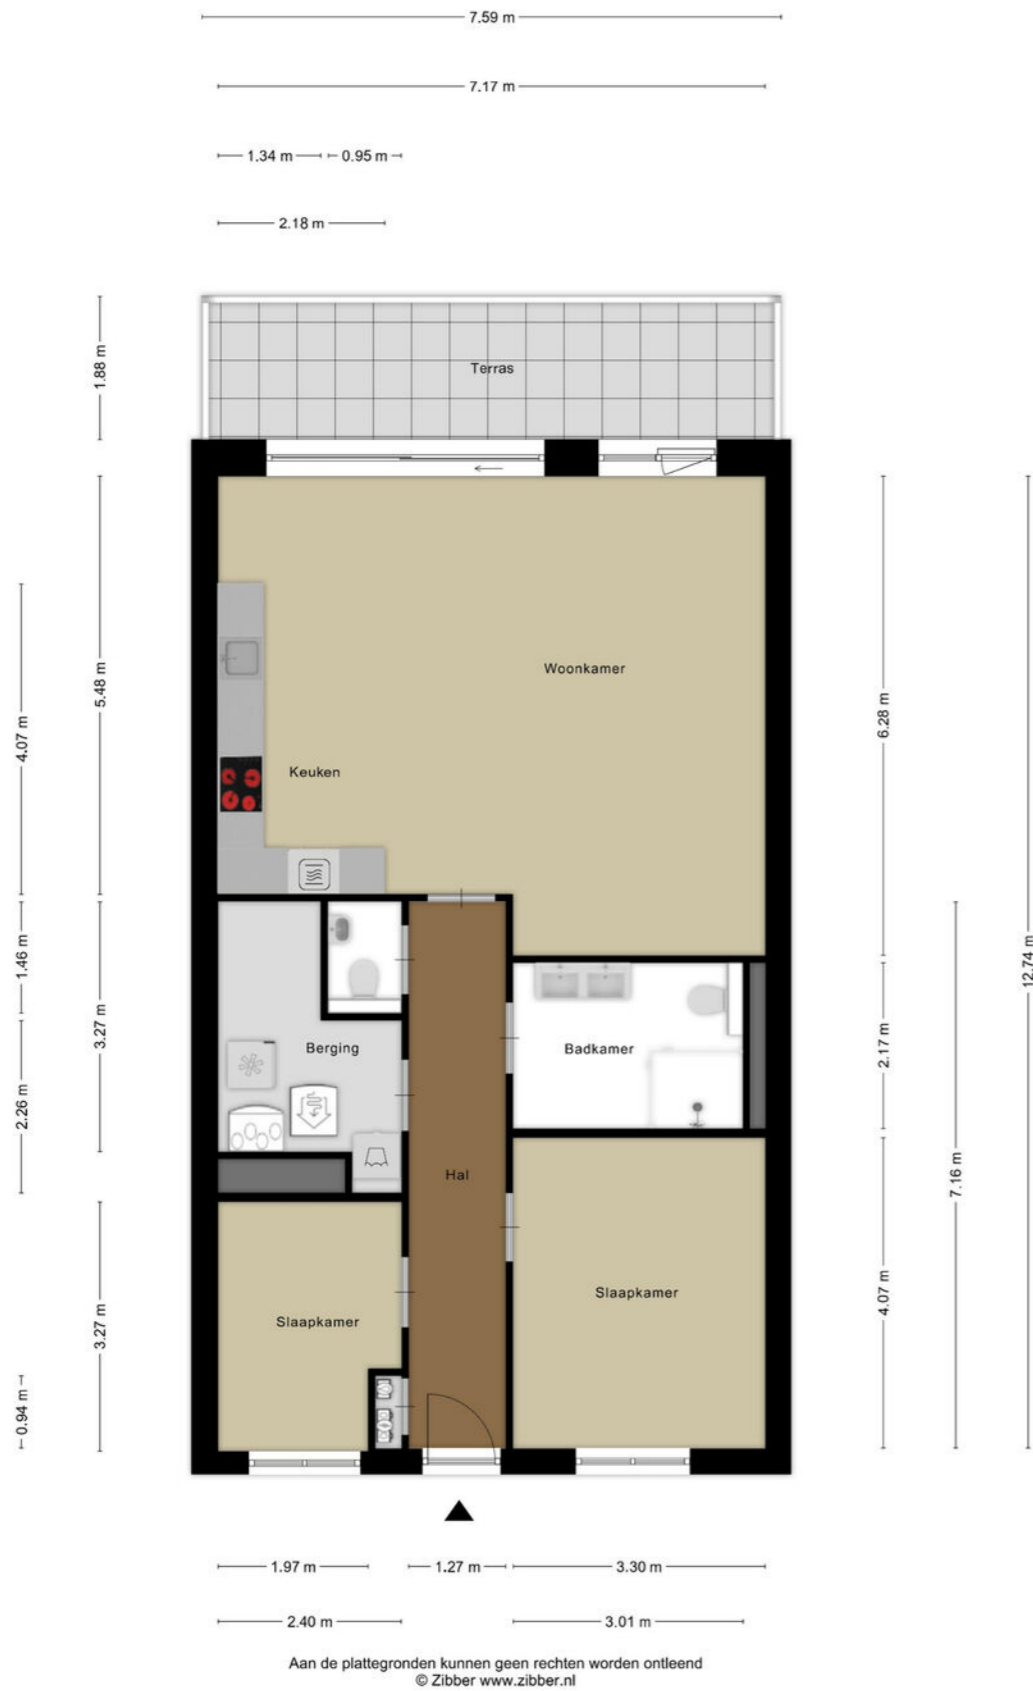 7.59 m
7.17 m
1.34 m
0.95 m
2.18 m
1.88 m
Terras
5.48 m
4.07 m
Woonkamer
Keuken
6.28 m
12.74 m
1.46 m
3.27 m
2.26 m
Berging
Badkamer
2.17 m
Hal
7.16 m
Slaapkamer
Slaapkamer
4.07 m
3.27 m
0.94 m
1.97 m
1.27 m
3.30 m
2.40 m
3.01 m
Aan de plattegronden kunnen geen rechten worden ontleend
© Zibber www.zibber.nl